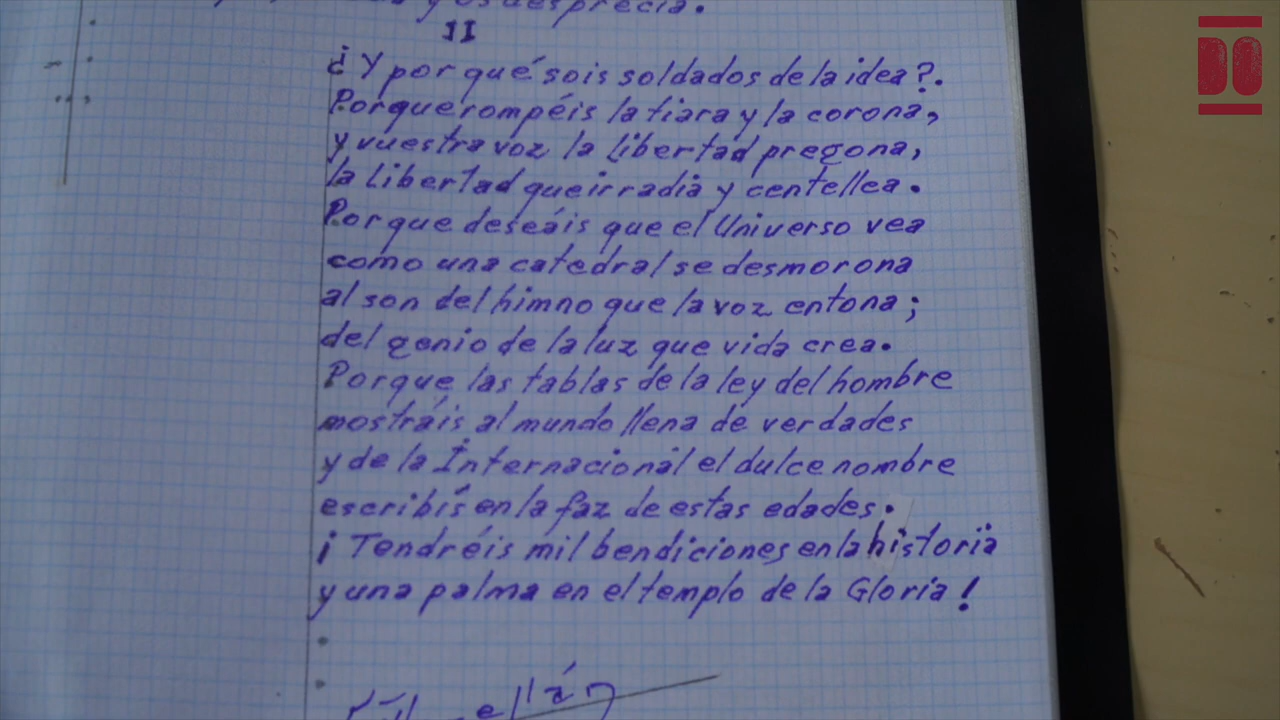 y os desprecia.
II
¿Y por qué sois soldados de la idea?.
Porque rompéis la tiara y la corona,
y vuestra voz la libertad pregona,
la libertad que irradia y centellea.
Porque deseáis que el Universo vea
como una catedral se desmorona
al son del himno que la voz entona;
del genio de la luz que vida crea.
Porque las tablas de la ley del hombre
mostráis al mundo llena de verdades
y de la Internacional el dulce nombre
escribís en la faz de estas edades.
¡Tendréis mil bendiciones en la historia
y una palma en el templo de la Gloria!
DO